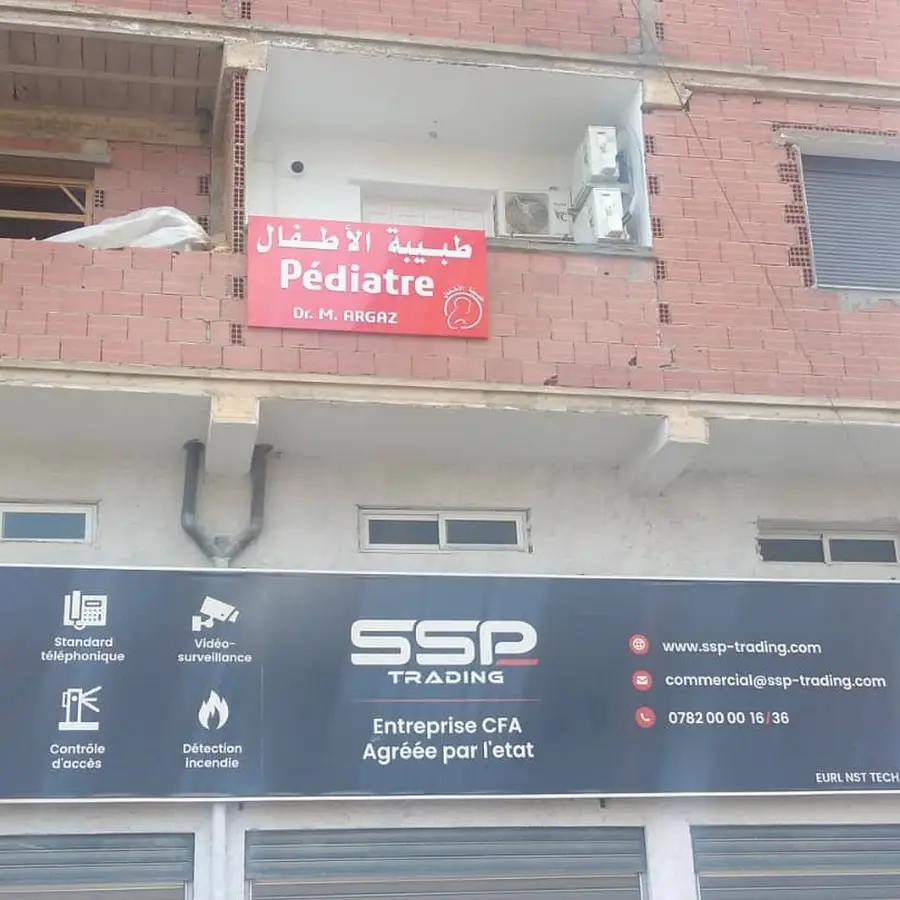 طبيبة الأطفال
Pédiatre
Dr. M. ARGAZ
Standard
téléphonique
Vidéo-
surveillance
Contrôle
d'accès
Détection
incendie
SSP
TRADING
Entreprise CFA
Agréée par l'etat
www.ssp-trading.com
commercial@ssp-trading.com
0782 00 00 16/36
EURL NST TECH